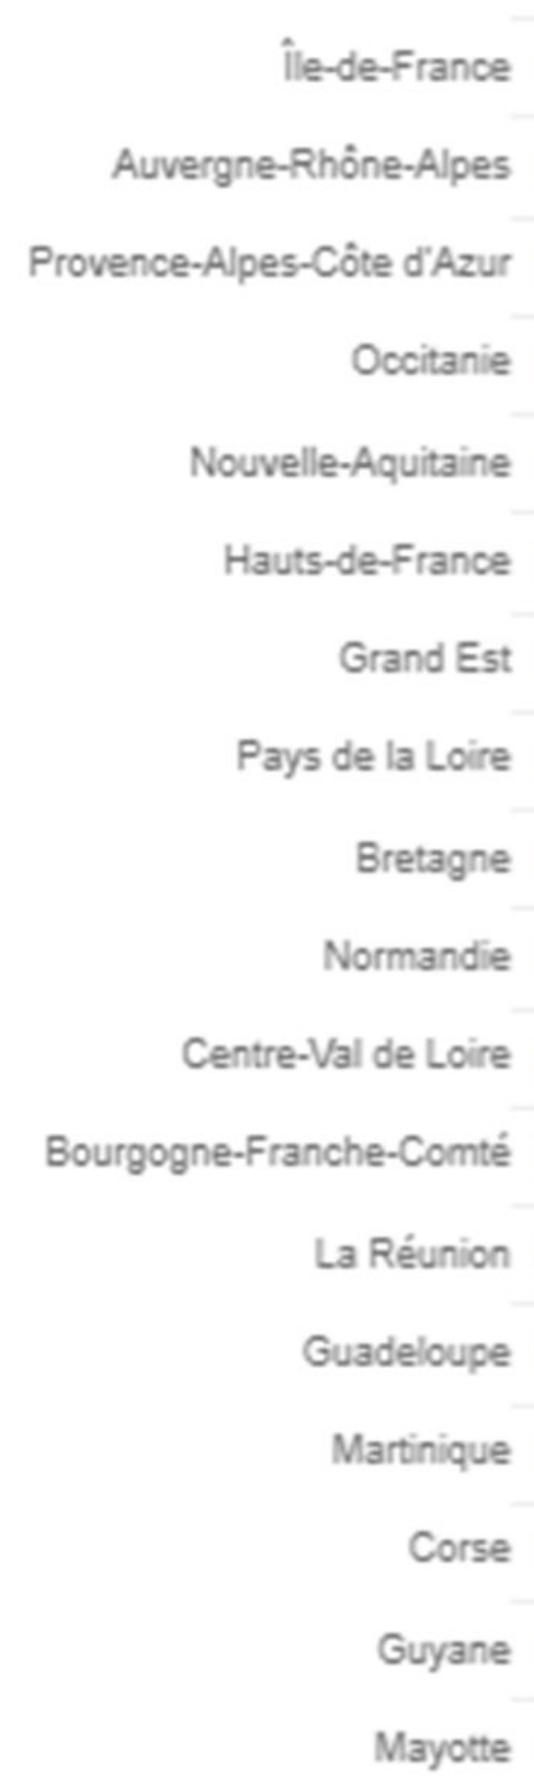 Île-de-France
Auvergne-Rhône-Alpes
Provence-Alpes-Côte d'Azur
Occitanie
Nouvelle-Aquitaine
Hauts-de-France
Grand Est
Pays de la Loire
Bretagne
Normandie
Centre-Val de Loire
Bourgogne-Franche-Comté
La Réunion
Guadeloupe
Martinique
Corse
Guyane
Mayotte